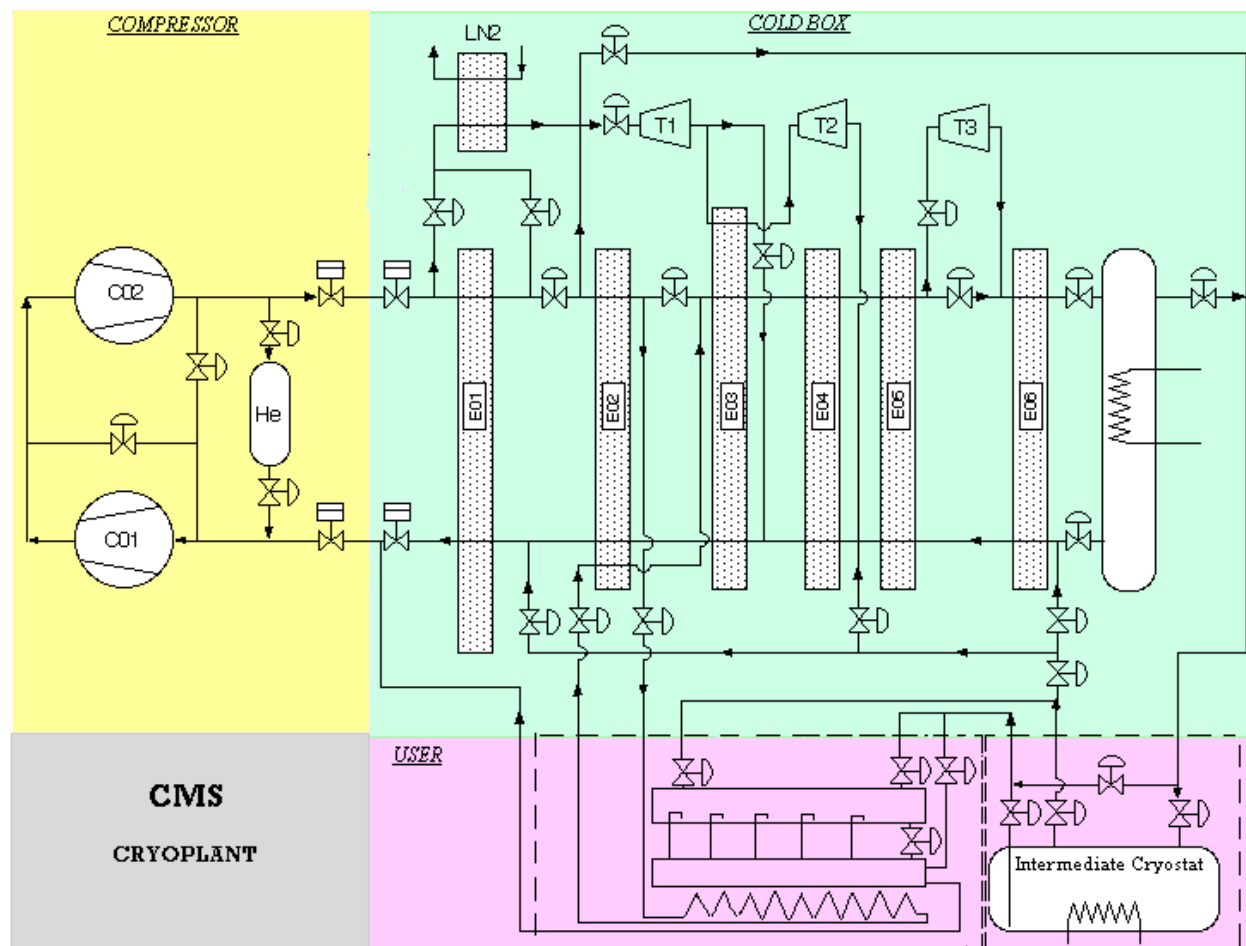 COMPRESSOR
COLD BOX
LN2
T1
T2
T3
C02
He
C01
E01
E02
E03
E04
E05
E06
USER
CMS
CRYOPLANT
Intermediate Cryostat